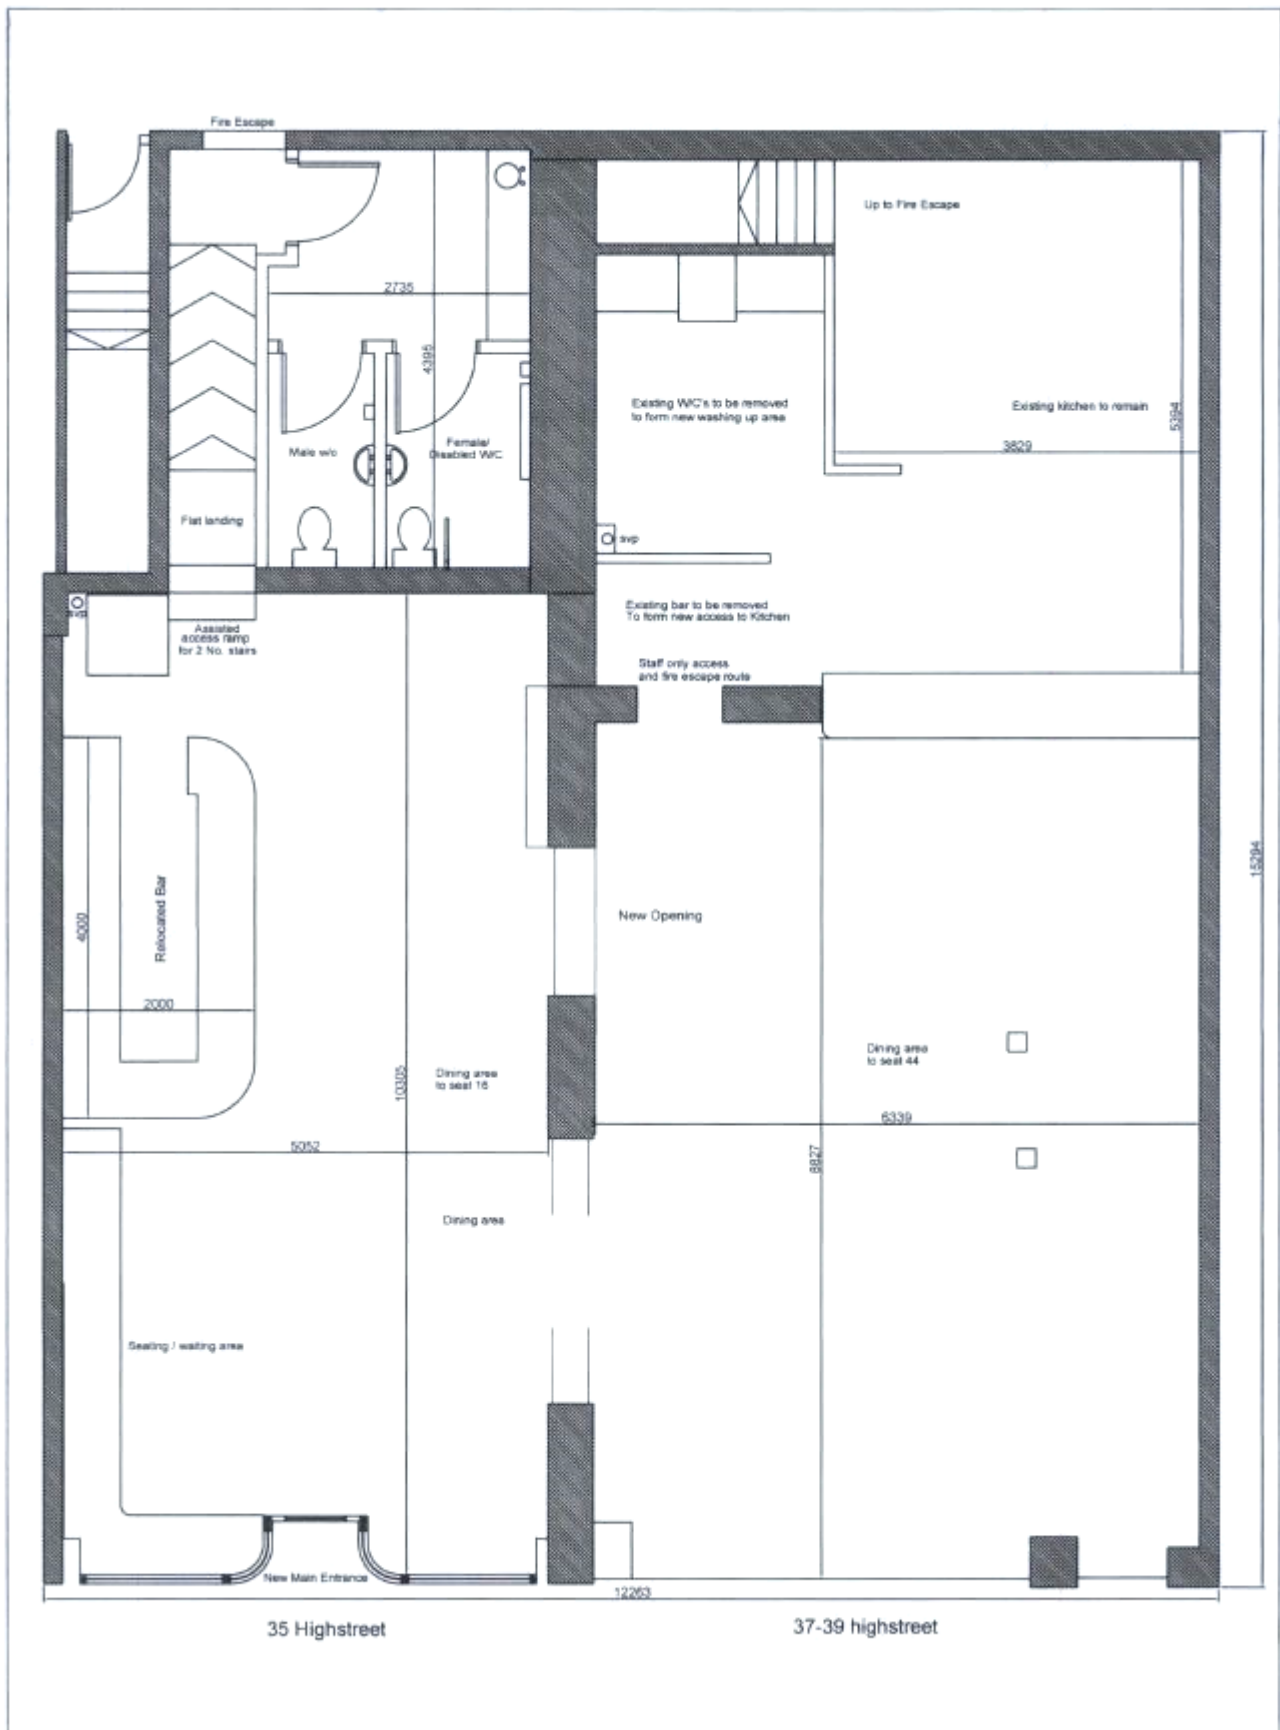 Fire Escape
Up to Fire Escape
2735
4395
Existing W/C's to be removed
to form new washing up area
Existing kitchen to remain
5394
3829
Male w/c
Female/
Disabled W/C
Flat landing
svp
svp
Existing bar to be removed
To form new access to Kitchen
Assisted
access ramp
for 2 No. stairs
Staff only access
and fire escape route
15294
4000
Relocated Bar
New Opening
2000
Dining area
to seat 16
10305
Dining area
to seat 44
6339
5052
Dining area
Seating / waiting area
New Main Entrance
12263
35 Highstreet
37-39 highstreet